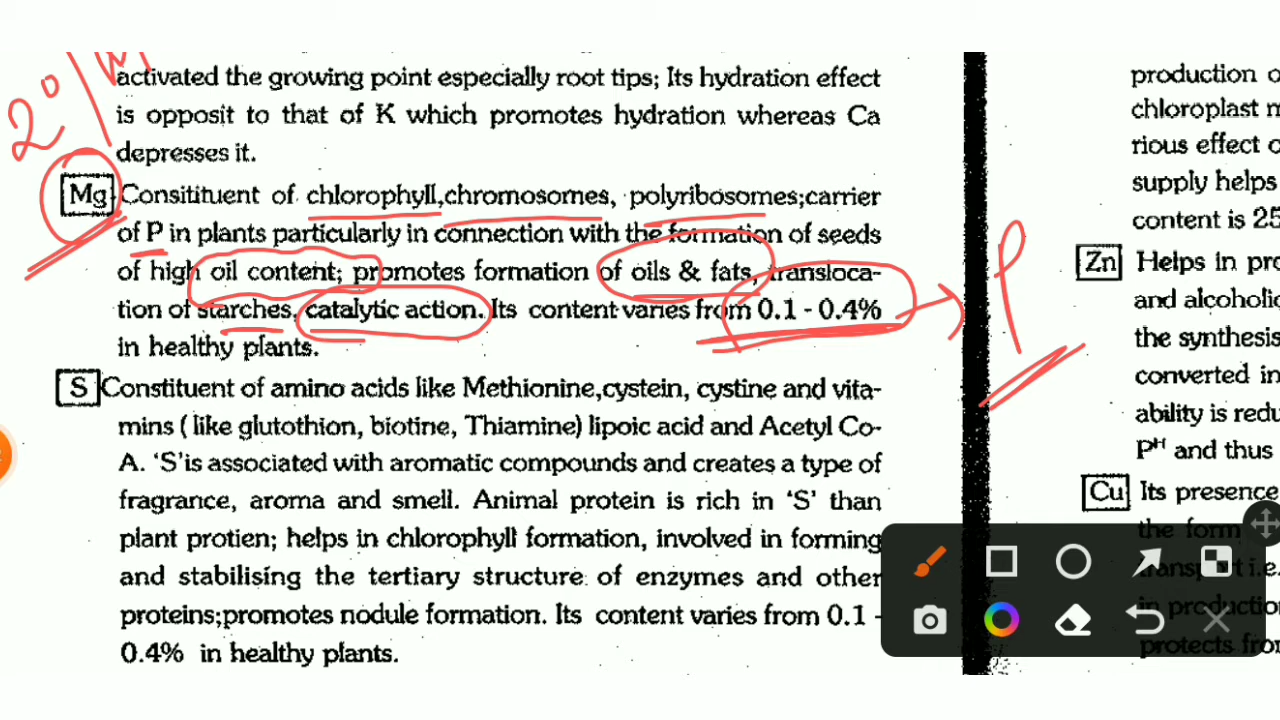 2° M
activated the growing point especially root tips; Its hydration effect
is opposit to that of K which promotes hydration whereas Ca
depresses it.
Mg Consitituent of chlorophyll,chromosomes, polyribosomes;carrier
of P in plants particularly in connection with the formation of seeds
of high oil content; promotes formation of oils & fats, transloca-
tion of starches, catalytic action. Its content varies from 0.1 - 0.4%
in healthy plants.
P
S Constituent of amino acids like Methionine,cystein, cystine and vita-
mins ( like glutothion, biotine, Thiamine) lipoic acid and Acetyl Co-
A. 'S'is associated with aromatic compounds and creates a type of
fragrance, aroma and smell. Animal protein is rich in 'S' than
plant protien; helps in chlorophyll formation, involved in forming
and stabilising the tertiary structure of enzymes and other
proteins;promotes nodule formation. Its content varies from 0.1 -
0.4% in healthy plants.
production o
chloroplast m
rious effect o
supply helps
content is 25
Zn Helps in pro
and alcoholic
the synthesis
converted in
ability is redu
P^H and thus
Cu Its presence
the form
transport i.e.
in production
protects from